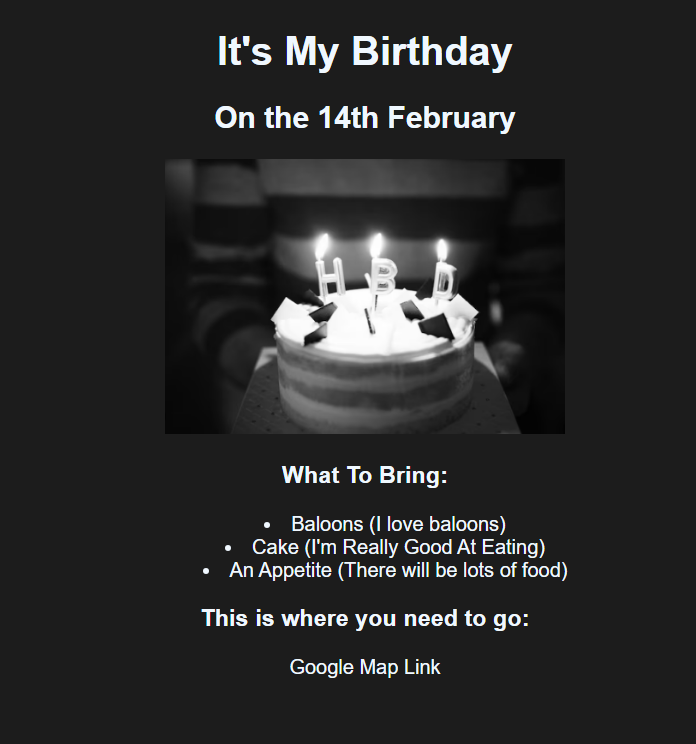 It's My Birthday
On the 14th February
H B D
What To Bring:
Baloons (I love baloons)
Cake (I'm Really Good At Eating)
An Appetite (There will be lots of food)
This is where you need to go:
Google Map Link